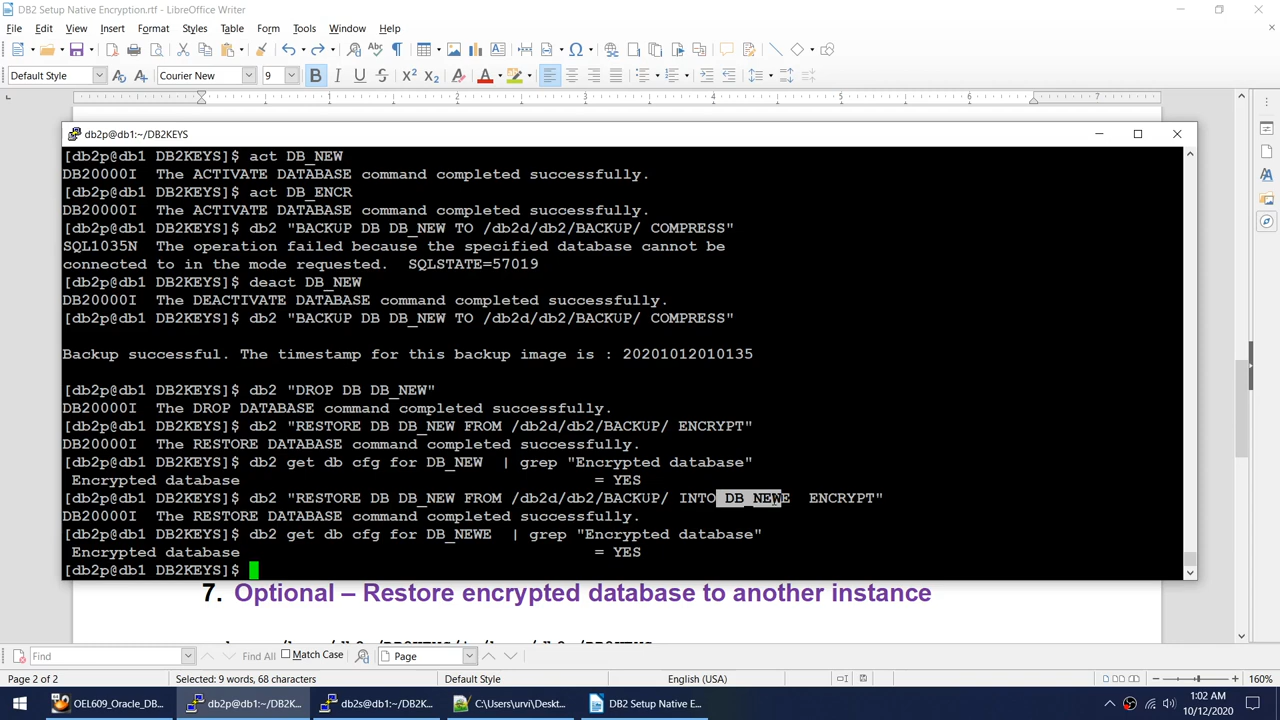 DB2 Setup Native Encryption.rtf - LibreOffice Writer
File Edit View Insert Format Styles Table Form Tools Window Help
Default Style Courier New 9
1 2 3 4 5 6 7
db2p@db1:~/DB2KEYS
[db2p@db1 DB2KEYS]$ act DB_NEW
DB20000I  The ACTIVATE DATABASE command completed successfully.
[db2p@db1 DB2KEYS]$ act DB_ENCR
DB20000I  The ACTIVATE DATABASE command completed successfully.
[db2p@db1 DB2KEYS]$ db2 "BACKUP DB DB_NEW TO /db2d/db2/BACKUP/ COMPRESS"
SQL1035N  The operation failed because the specified database cannot be
connected to in the mode requested.  SQLSTATE=57019
[db2p@db1 DB2KEYS]$ deact DB_NEW
DB20000I  The DEACTIVATE DATABASE command completed successfully.
[db2p@db1 DB2KEYS]$ db2 "BACKUP DB DB_NEW TO /db2d/db2/BACKUP/ COMPRESS"
Backup successful. The timestamp for this backup image is : 20201012010135
[db2p@db1 DB2KEYS]$ db2 "DROP DB DB_NEW"
DB20000I  The DROP DATABASE command completed successfully.
[db2p@db1 DB2KEYS]$ db2 "RESTORE DB DB_NEW FROM /db2d/db2/BACKUP/ ENCRYPT"
DB20000I  The RESTORE DATABASE command completed successfully.
[db2p@db1 DB2KEYS]$ db2 get db cfg for DB_NEW  | grep "Encrypted database"
Encrypted database                                       = YES
[db2p@db1 DB2KEYS]$ db2 "RESTORE DB DB_NEW FROM /db2d/db2/BACKUP/ INTO DB_NEWE  ENCRYPT"
DB20000I  The RESTORE DATABASE command completed successfully.
[db2p@db1 DB2KEYS]$ db2 get db cfg for DB_NEWE  | grep "Encrypted database"
Encrypted database                                       = YES
[db2p@db1 DB2KEYS]$
7. Optional – Restore encrypted database to another instance
Find Find All Match Case Page
Page 2 of 2 Selected: 9 words, 68 characters Default Style English (USA) 160%
OEL609_Oracle_DB... db2p@db1:~/DB2K... db2s@db1:~/DB2K... C:\Users\urvi\Deskt... DB2 Setup Native E... 1:02 AM
10/12/2020